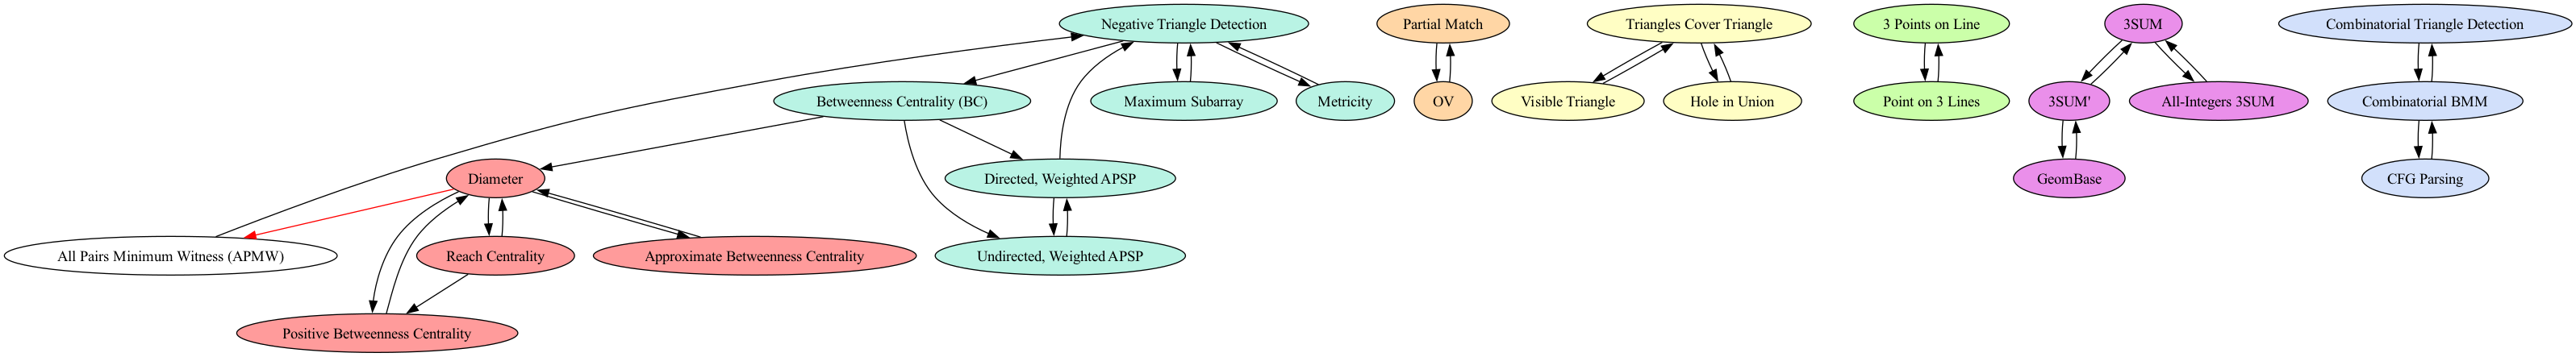 Negative Triangle Detection
Partial Match
Triangles Cover Triangle
3 Points on Line
3SUM
Combinatorial Triangle Detection
Betweenness Centrality (BC)
Maximum Subarray
Metricity
OV
Visible Triangle
Hole in Union
Point on 3 Lines
3SUM'
All-Integers 3SUM
Combinatorial BMM
Diameter
Directed, Weighted APSP
GeomBase
CFG Parsing
All Pairs Minimum Witness (APMW)
Reach Centrality
Approximate Betweenness Centrality
Undirected, Weighted APSP
Positive Betweenness Centrality